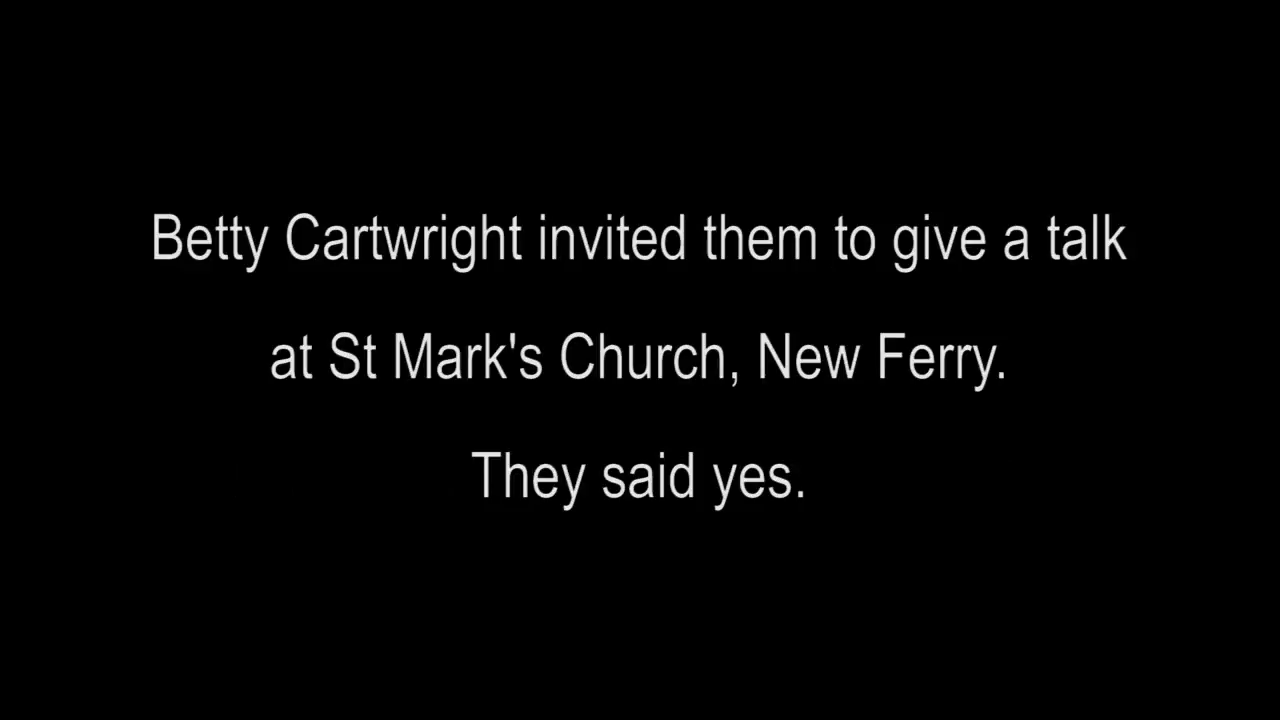 Betty Cartwright invited them to give a talk
at St Mark's Church, New Ferry.
They said yes.